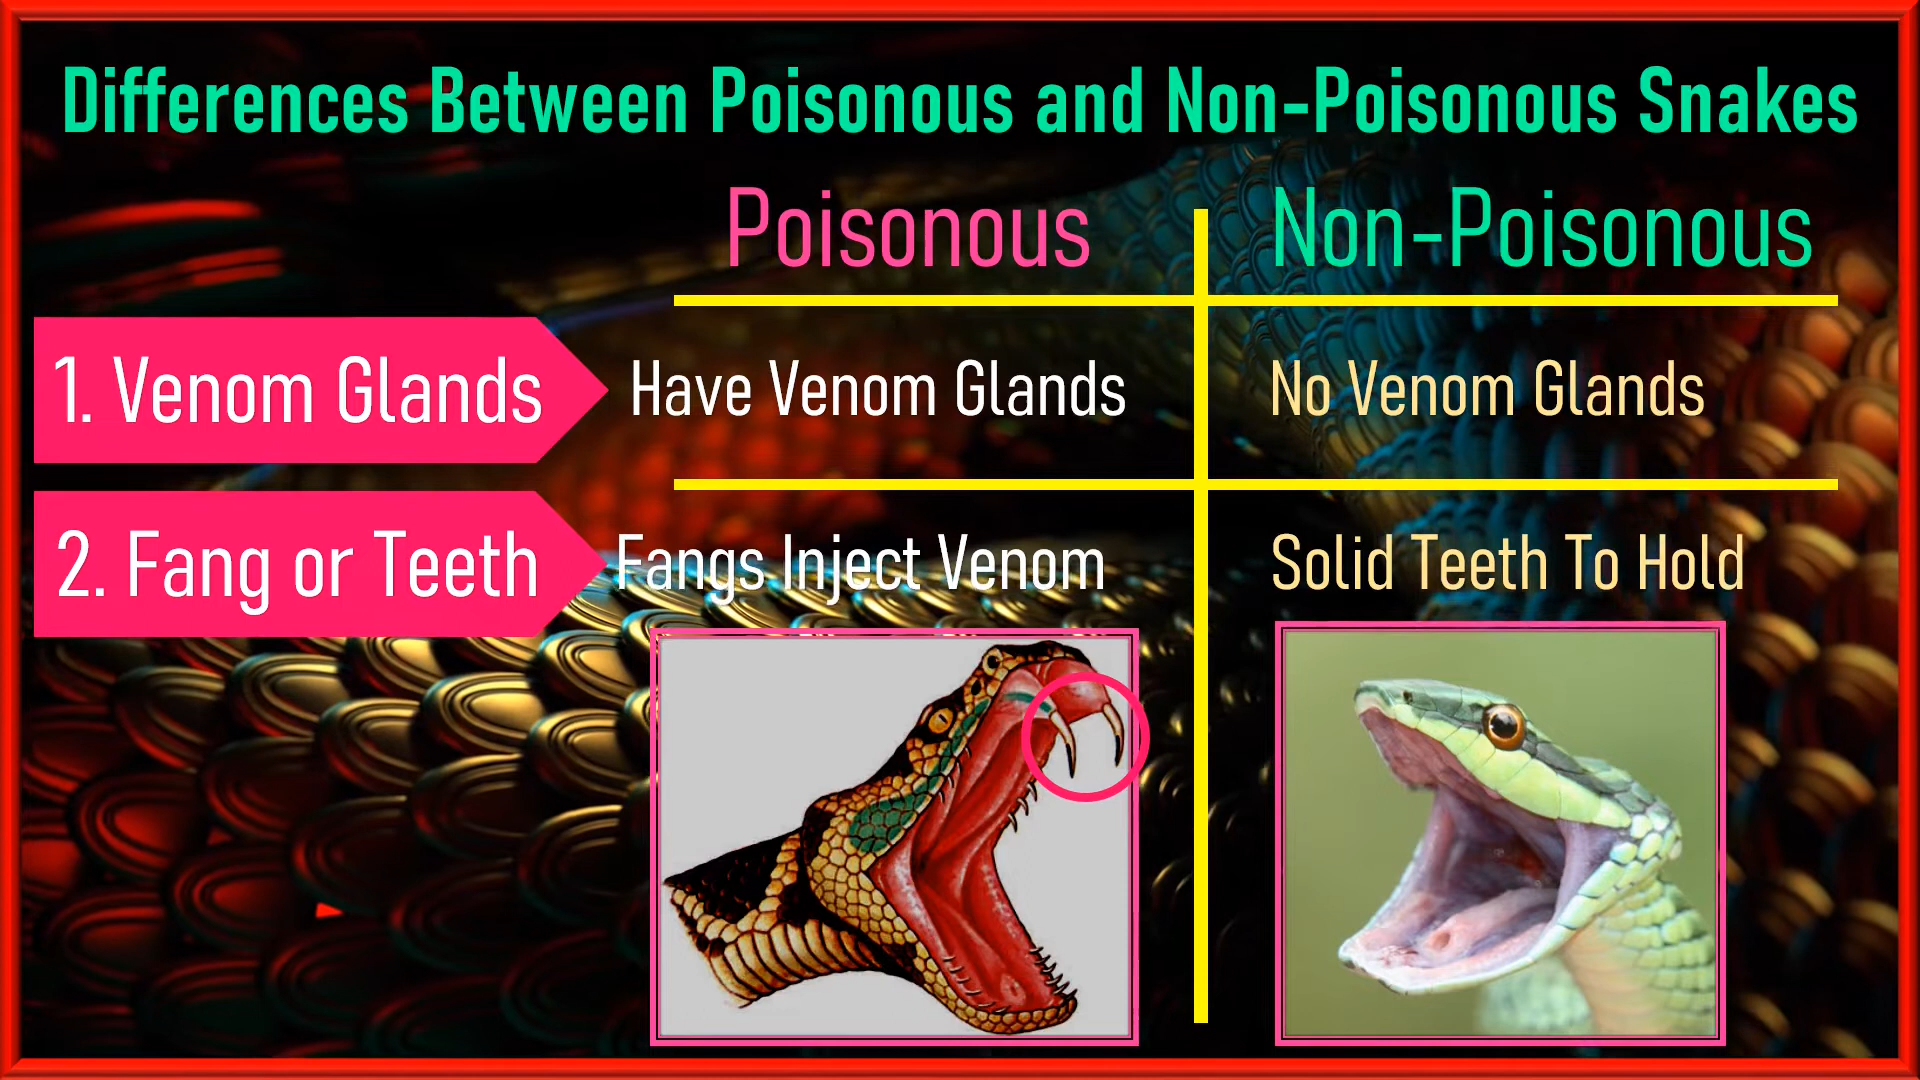 Differences Between Poisonous and Non-Poisonous Snakes
Poisonous
Non-Poisonous
1. Venom Glands
Have Venom Glands
No Venom Glands
2. Fang or Teeth
Fangs Inject Venom
Solid Teeth To Hold